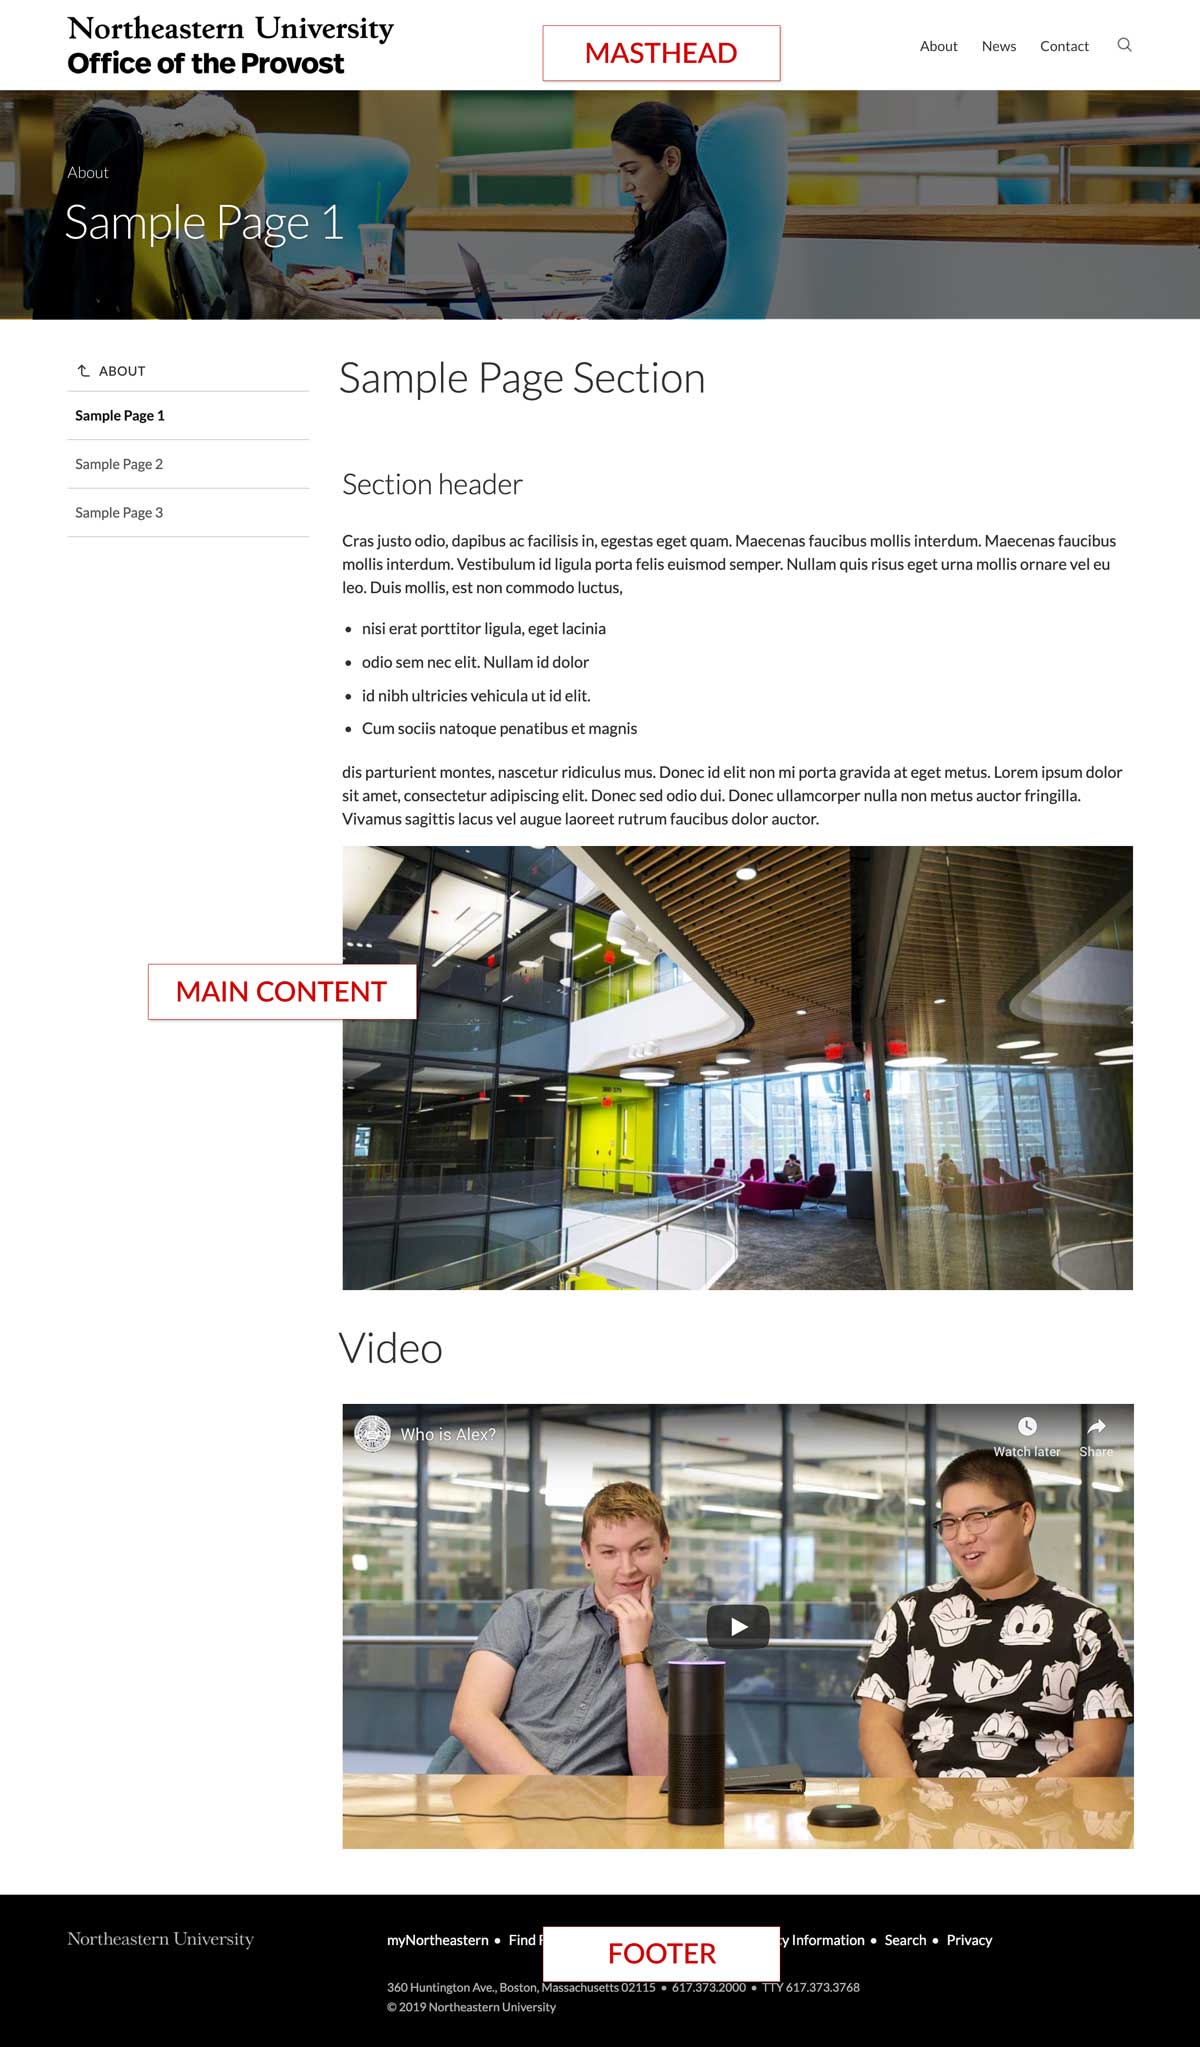 Northeastern University
Office of the Provost
MASTHEAD
About News Contact
About
Sample Page 1
ABOUT
Sample Page 1
Sample Page 2
Sample Page 3
Sample Page Section
Section header
Cras justo odio, dapibus ac facilisis in, egestas eget quam. Maecenas faucibus mollis interdum. Maecenas faucibus
mollis interdum. Vestibulum id ligula porta felis euismod semper. Nullam quis risus eget urna mollis ornare vel eu
leo. Duis mollis, est non commodo luctus,
• nisi erat porttitor ligula, eget lacinia
• odio sem nec elit. Nullam id dolor
• id nibh ultricies vehicula ut id elit.
• Cum sociis natoque penatibus et magnis
dis parturient montes, nascetur ridiculus mus. Donec id elit non mi porta gravida at eget metus. Lorem ipsum dolor
sit amet, consectetur adipiscing elit. Donec sed odio dui. Donec ullamcorper nulla non metus auctor fringilla.
Vivamus sagittis lacus vel augue laoreet rutrum faucibus dolor auctor.
MAIN CONTENT
Video
Who is Alex?
Watch later Share
Northeastern University
myNortheastern • Find
FOOTER
Information • Search • Privacy
360 Huntington Ave., Boston, Massachusetts 02115 • 617.373.2000 • TTY 617.373.3768
© 2019 Northeastern University